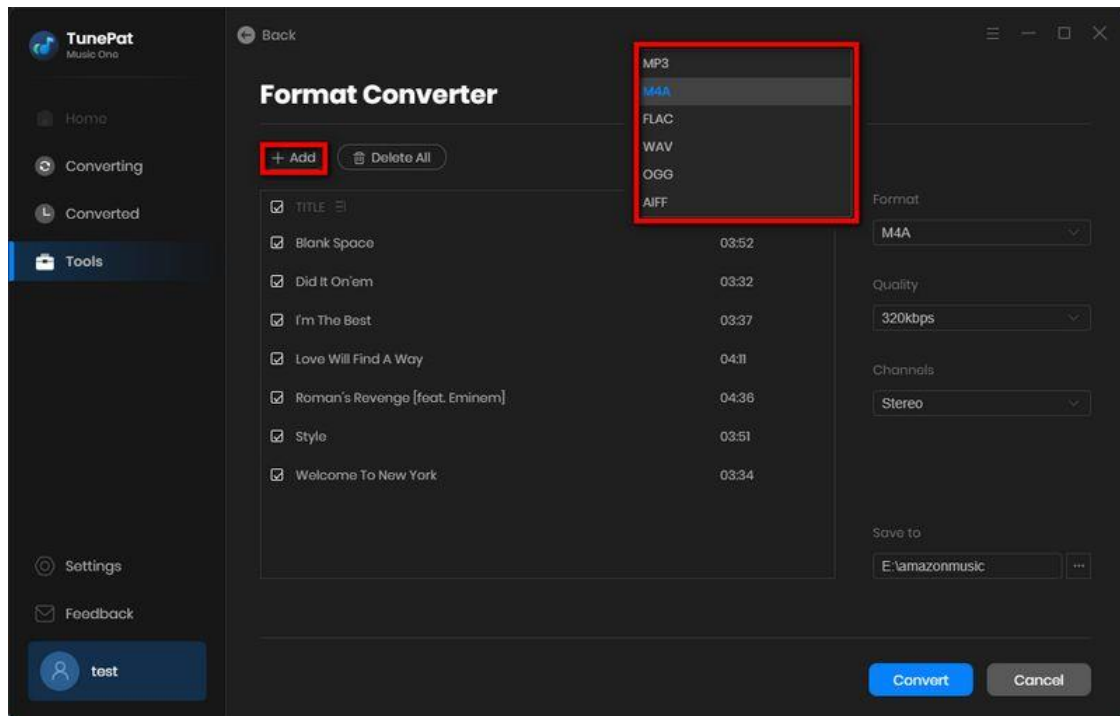 TunePat
Music One
Home
Converting
Converted
Tools
Settings
Feedback
test
Back
Format Converter
+ Add
Delete All
MP3
M4A
FLAC
WAV
OGG
AIFF
TITLE
Blank Space 03:52
Did It On'em 03:32
I'm The Best 03:37
Love Will Find A Way 04:11
Roman's Revenge [feat. Eminem] 04:36
Style 03:51
Welcome To New York 03:34
Format
M4A
Quality
320kbps
Channels
Stereo
Save to
E:\amazonmusic
...
Convert
Cancel